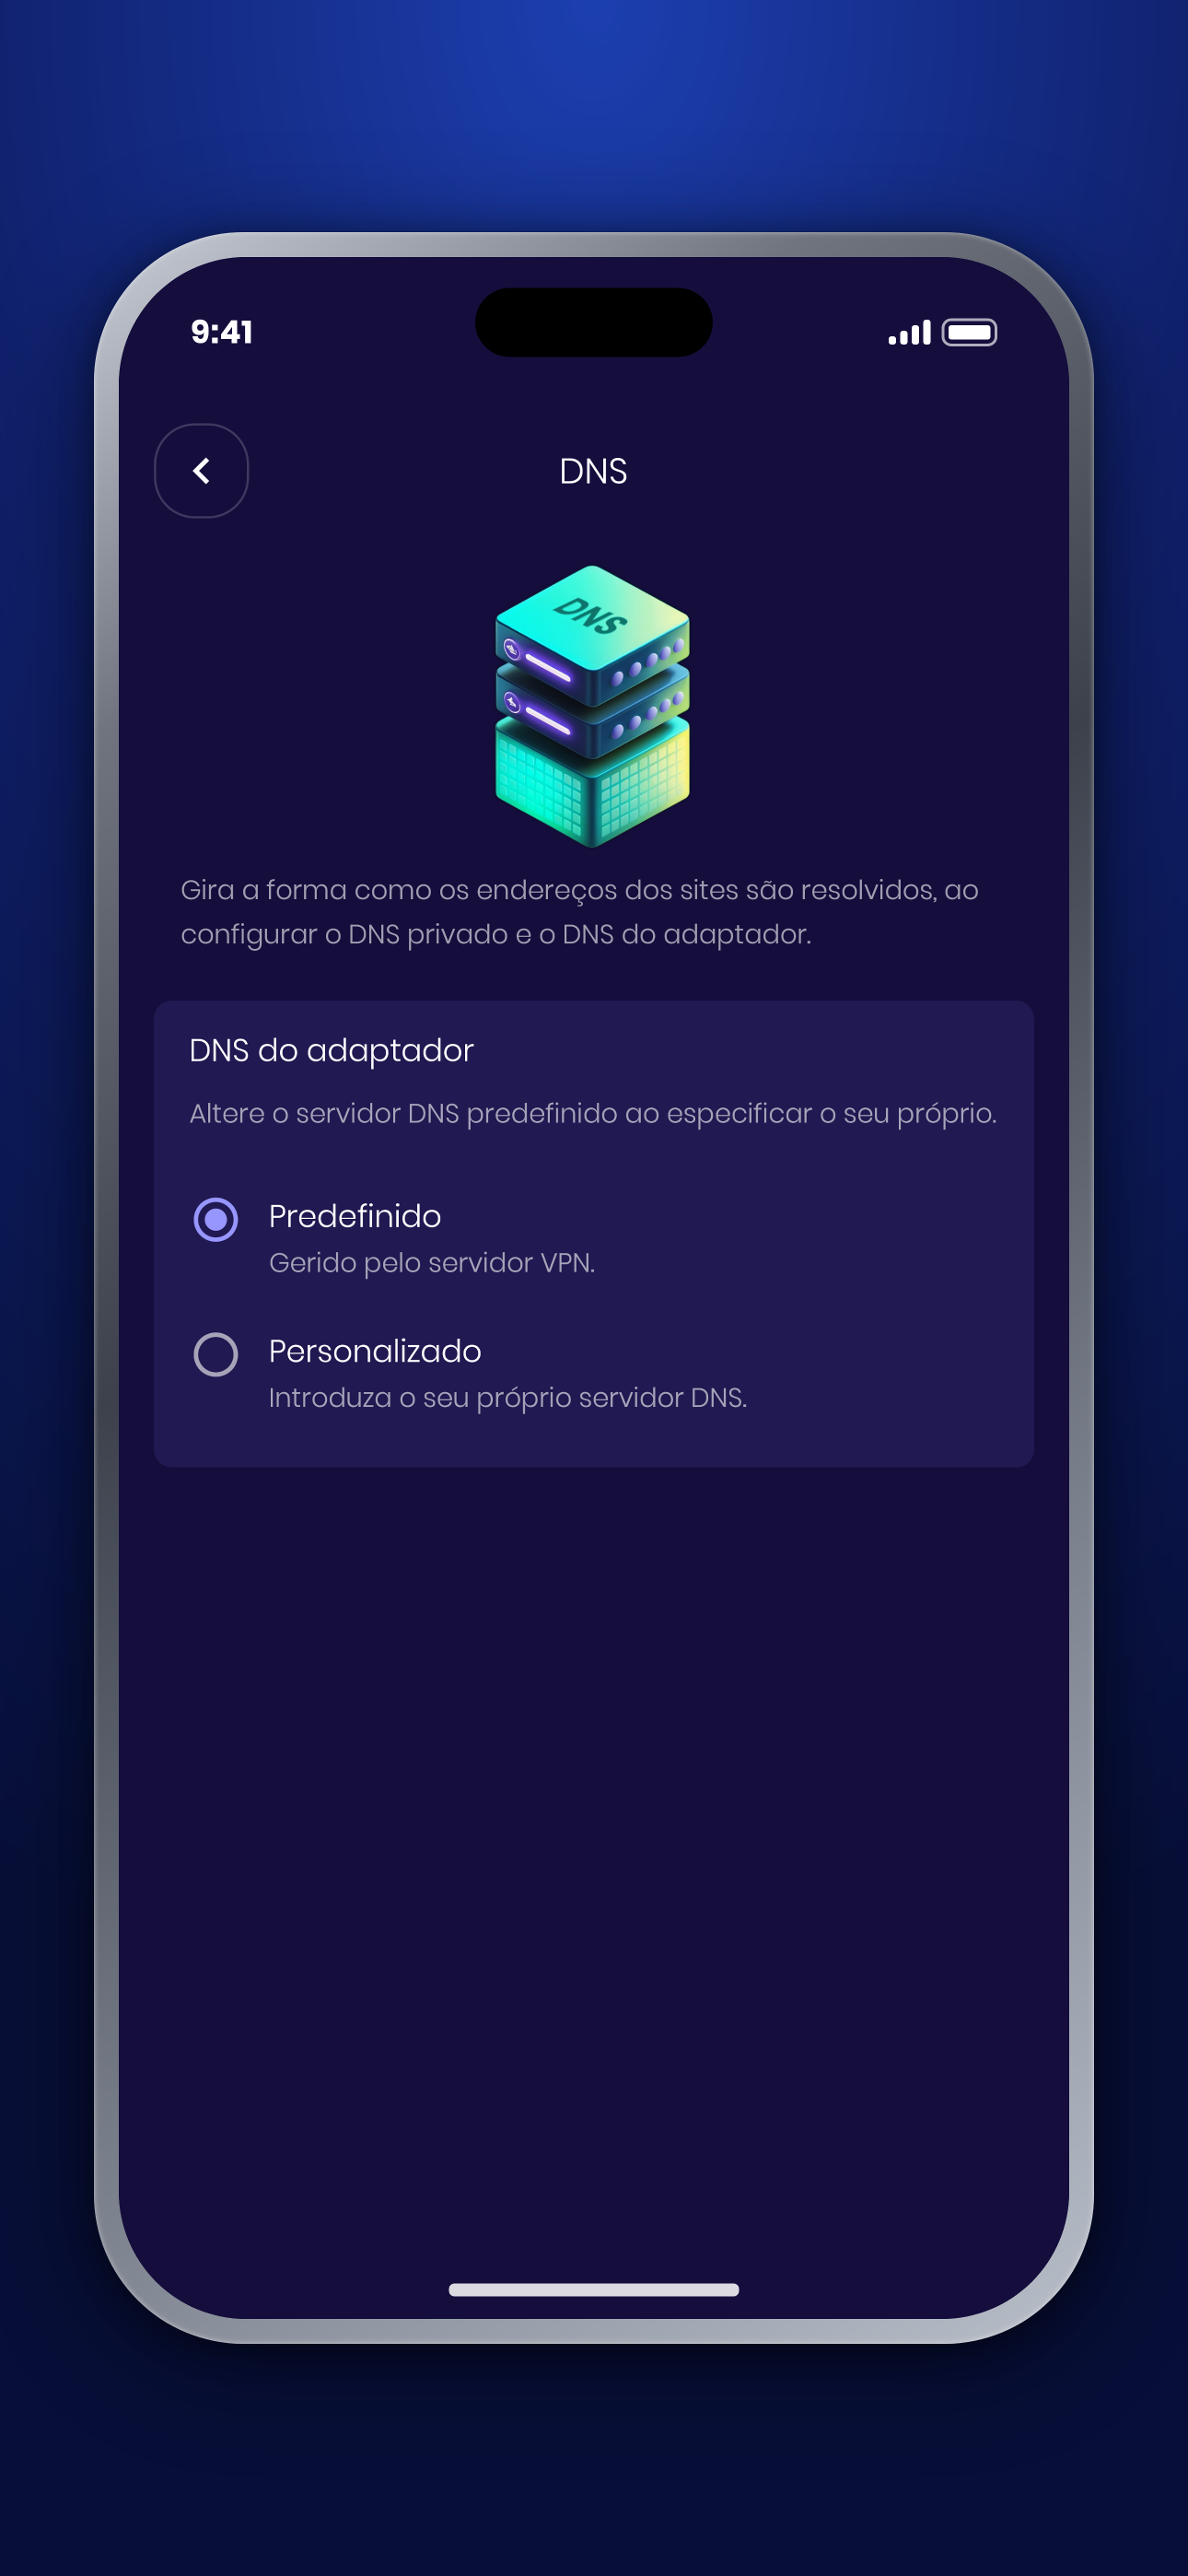 9:41
DNS
DNS
Gira a forma como os endereços dos sites são resolvidos, ao
configurar o DNS privado e o DNS do adaptador.
DNS do adaptador
Altere o servidor DNS predefinido ao especificar o seu próprio.
Predefinido
Gerido pelo servidor VPN.
Personalizado
Introduza o seu próprio servidor DNS.